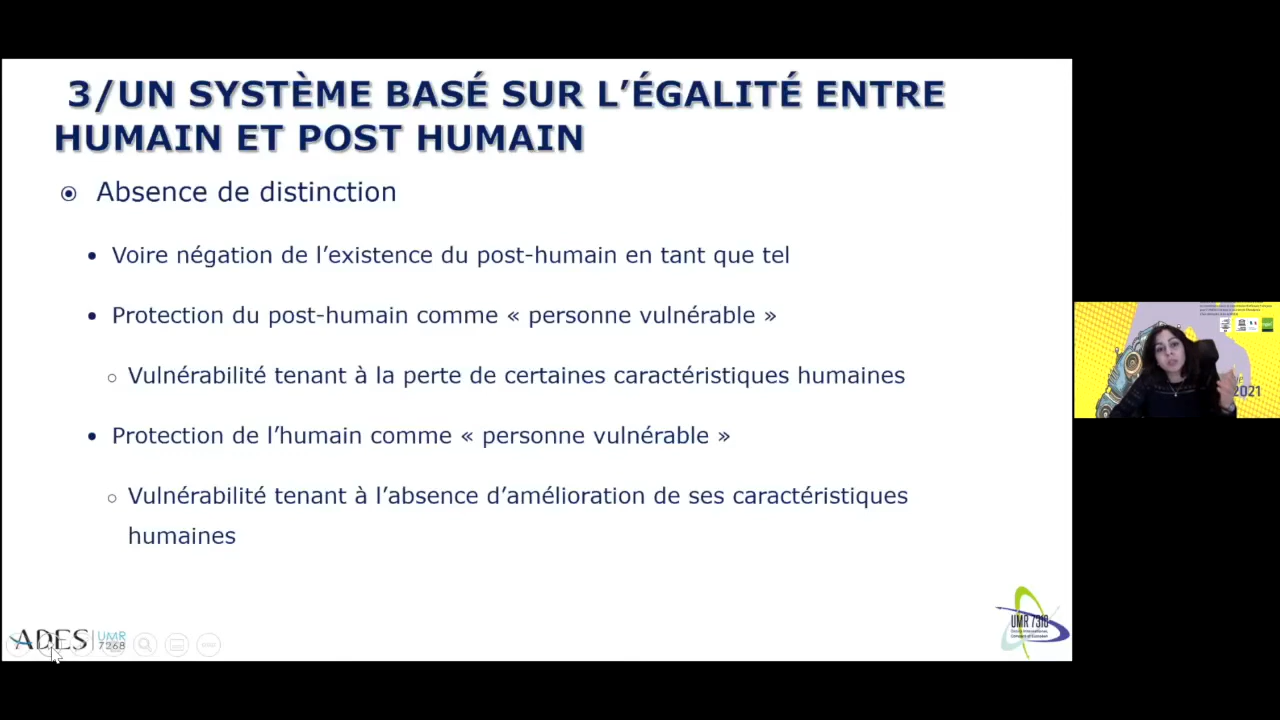 3/UN SYSTÈME BASÉ SUR L’ÉGALITÉ ENTRE
HUMAIN ET POST HUMAIN
Absence de distinction
Voire négation de l’existence du post-humain en tant que tel
Protection du post-humain comme « personne vulnérable »
Vulnérabilité tenant à la perte de certaines caractéristiques humaines
Protection de l’humain comme « personne vulnérable »
Vulnérabilité tenant à l’absence d’amélioration de ses caractéristiques
humaines
ADES UMR
7268
UMR 7318
2021